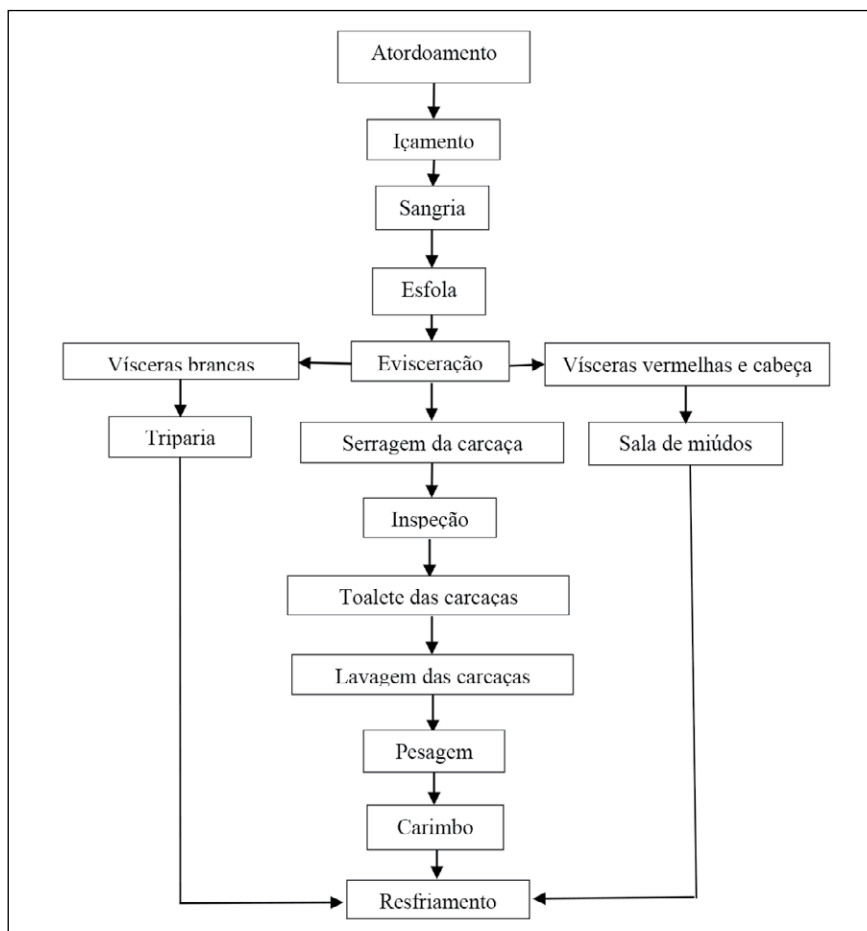 Atordoamento
Içamento
Sangria
Esfola
Vísceras brancas
Evisceração
Vísceras vermelhas e cabeça
Triparia
Serragem da carcaça
Sala de miúdos
Inspeção
Toalete das carcaças
Lavagem das carcaças
Pesagem
Carimbo
Resfriamento